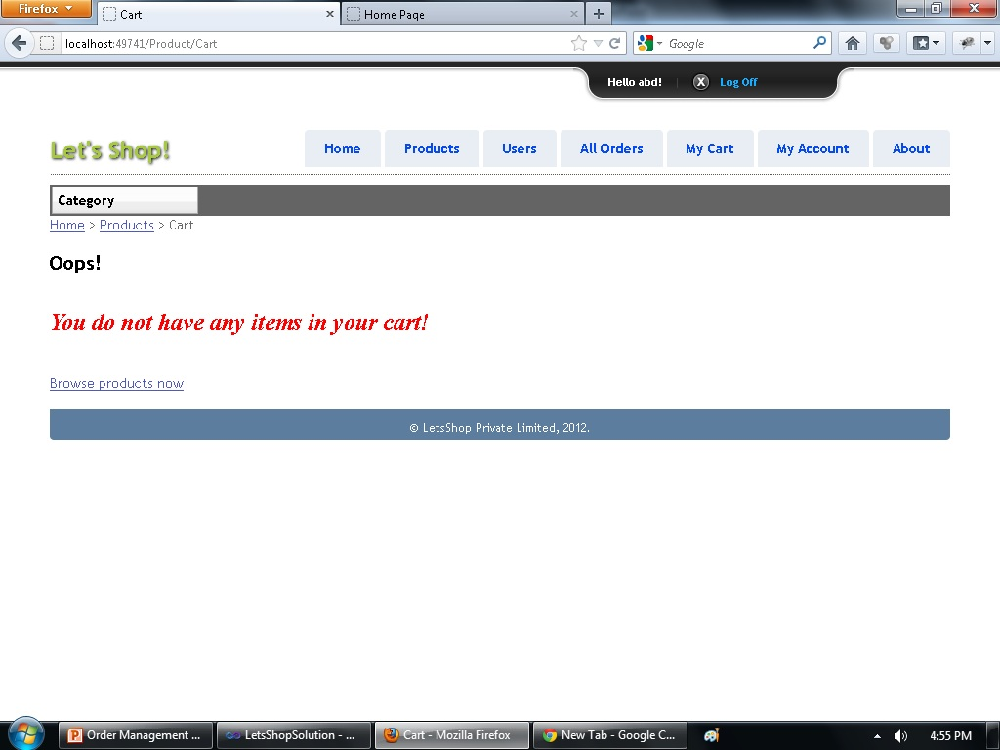 Firefox
Cart
Home Page
localhost:49741/Product/Cart
Google
Hello abd!
X Log Off
Let's Shop!
Home Products Users All Orders My Cart My Account About
Category
Home > Products > Cart
Oops!
You do not have any items in your cart!
Browse products now
© LetsShop Private Limited, 2012.
Order Management ... LetsShopSolution - ... Cart - Mozilla Firefox New Tab - Google C... 4:55 PM